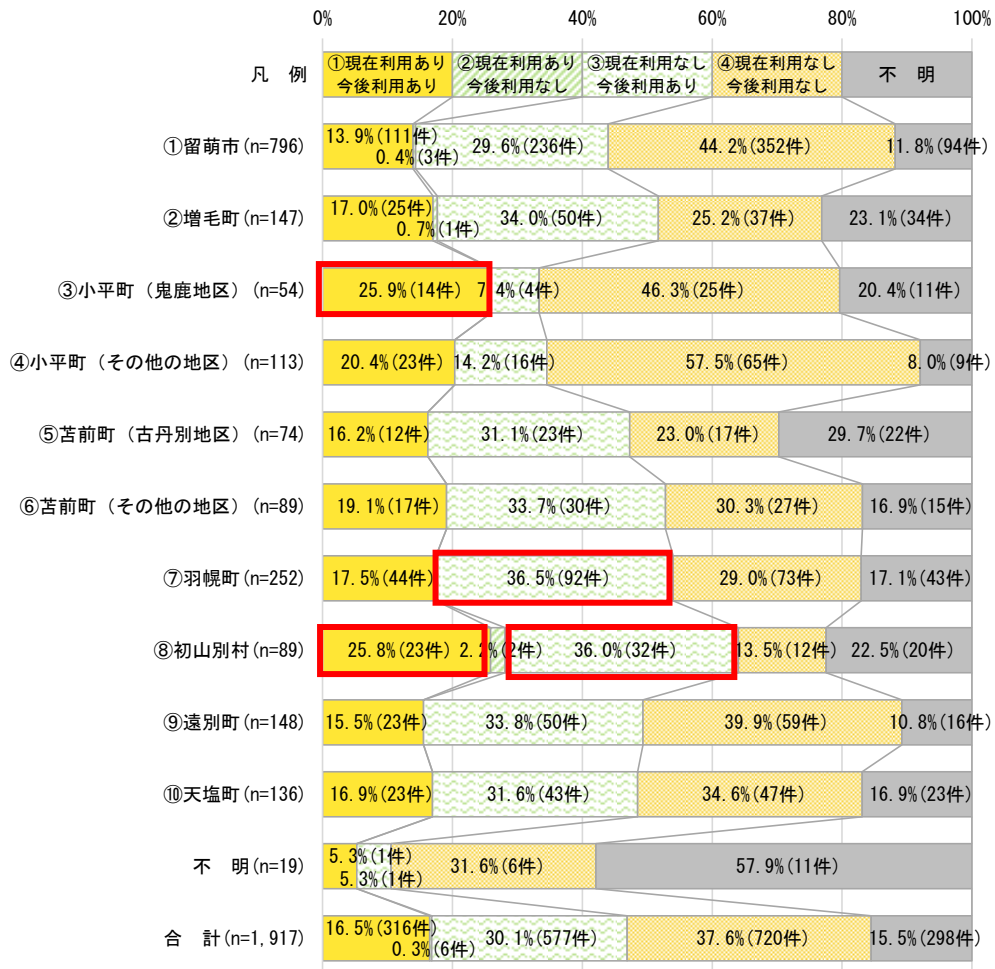 0% 20% 40% 60% 80% 100%
凡 例 ①現在利用あり 今後利用あり ②現在利用あり 今後利用なし ③現在利用なし 今後利用あり ④現在利用なし 今後利用なし 不 明
①留萌市(n=796) 13.9%(111件) 0.4%(3件) 29.6%(236件) 44.2%(352件) 11.8%(94件)
②増毛町(n=147) 17.0%(25件) 0.7%(1件) 34.0%(50件) 25.2%(37件) 23.1%(34件)
③小平町(鬼鹿地区)(n=54) 25.9%(14件) 7.4%(4件) 46.3%(25件) 20.4%(11件)
④小平町(その他の地区)(n=113) 20.4%(23件) 14.2%(16件) 57.5%(65件) 8.0%(9件)
⑤苫前町(古丹別地区)(n=74) 16.2%(12件) 31.1%(23件) 23.0%(17件) 29.7%(22件)
⑥苫前町(その他の地区)(n=89) 19.1%(17件) 33.7%(30件) 30.3%(27件) 16.9%(15件)
⑦羽幌町(n=252) 17.5%(44件) 36.5%(92件) 29.0%(73件) 17.1%(43件)
⑧初山別村(n=89) 25.8%(23件) 2.2%(2件) 36.0%(32件) 13.5%(12件) 22.5%(20件)
⑨遠別町(n=148) 15.5%(23件) 33.8%(50件) 39.9%(59件) 10.8%(16件)
⑩天塩町(n=136) 16.9%(23件) 31.6%(43件) 34.6%(47件) 16.9%(23件)
不 明(n=19) 5.3%(1件) 5.3%(1件) 31.6%(6件) 57.9%(11件)
合 計(n=1,917) 16.5%(316件) 0.3%(6件) 30.1%(577件) 37.6%(720件) 15.5%(298件)